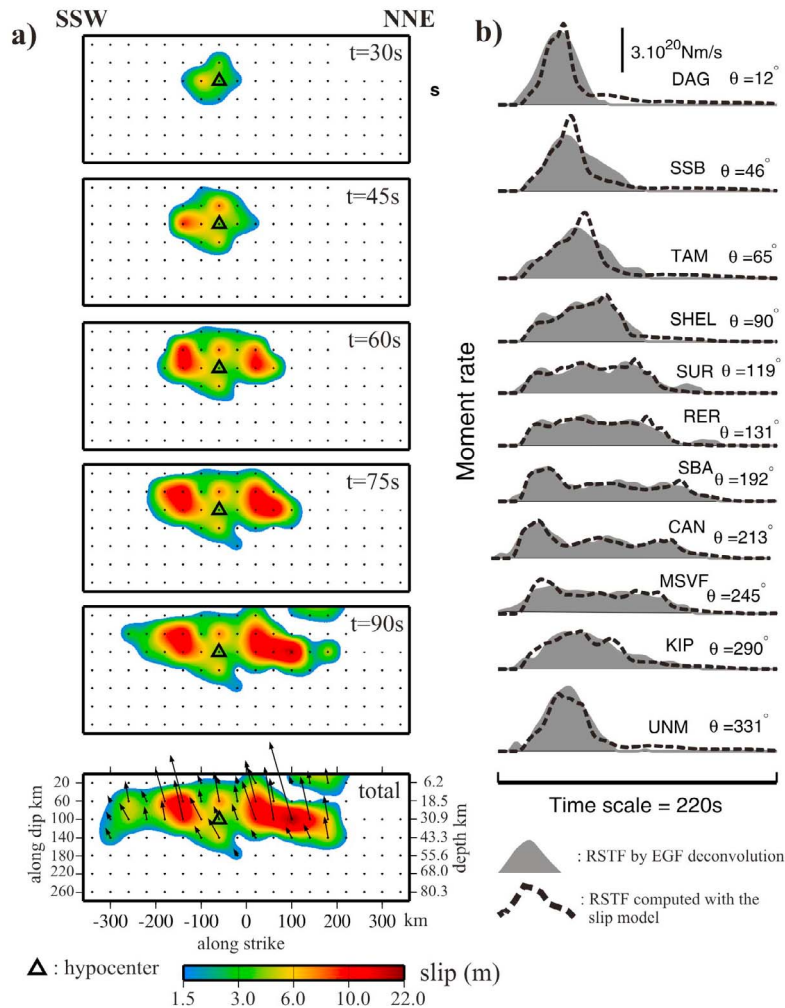 SSW NNE
a)
t=30s
t=45s
t=60s
t=75s
t=90s
total
along dip km
20
60
100
140
180
220
260
6.2
18.5
30.9
43.3
55.6
68.0
80.3
depth km
-300 -200 -100 0 100 200 300 km
along strike
: hypocenter
slip (m)
1.5 3.0 6.0 10.0 22.0
s
b)
3.10²⁰Nm/s
DAG θ =12°
SSB θ =46°
TAM θ =65°
SHEL θ =90°
SUR θ =119°
RER θ =131°
SBA θ =192°
CAN θ =213°
MSVF θ =245°
KIP θ =290°
UNM θ =331°
Moment rate
Time scale = 220s
: RSTF by EGF deconvolution
: RSTF computed with the
slip model